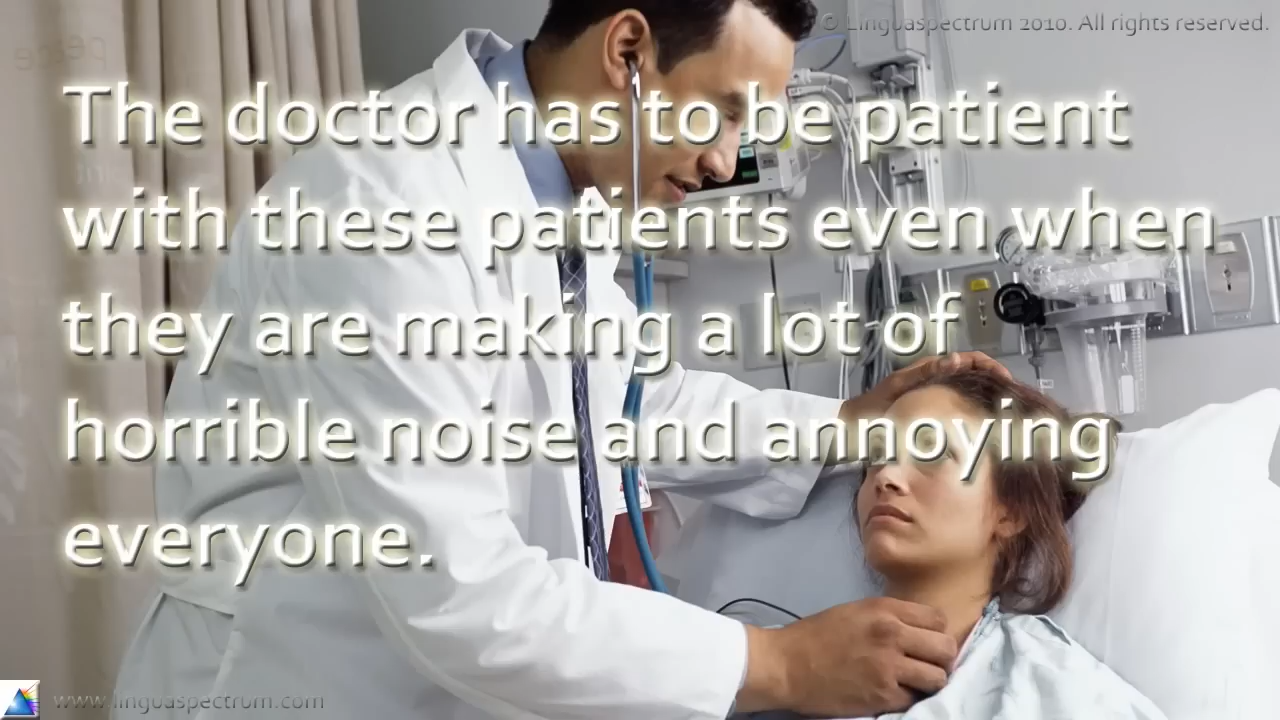 © Linguaspectrum 2010. All rights reserved.
The doctor has to be patient
with these patients even when
they are making a lot of
horrible noise and annoying
everyone.
www.linguaspectrum.com